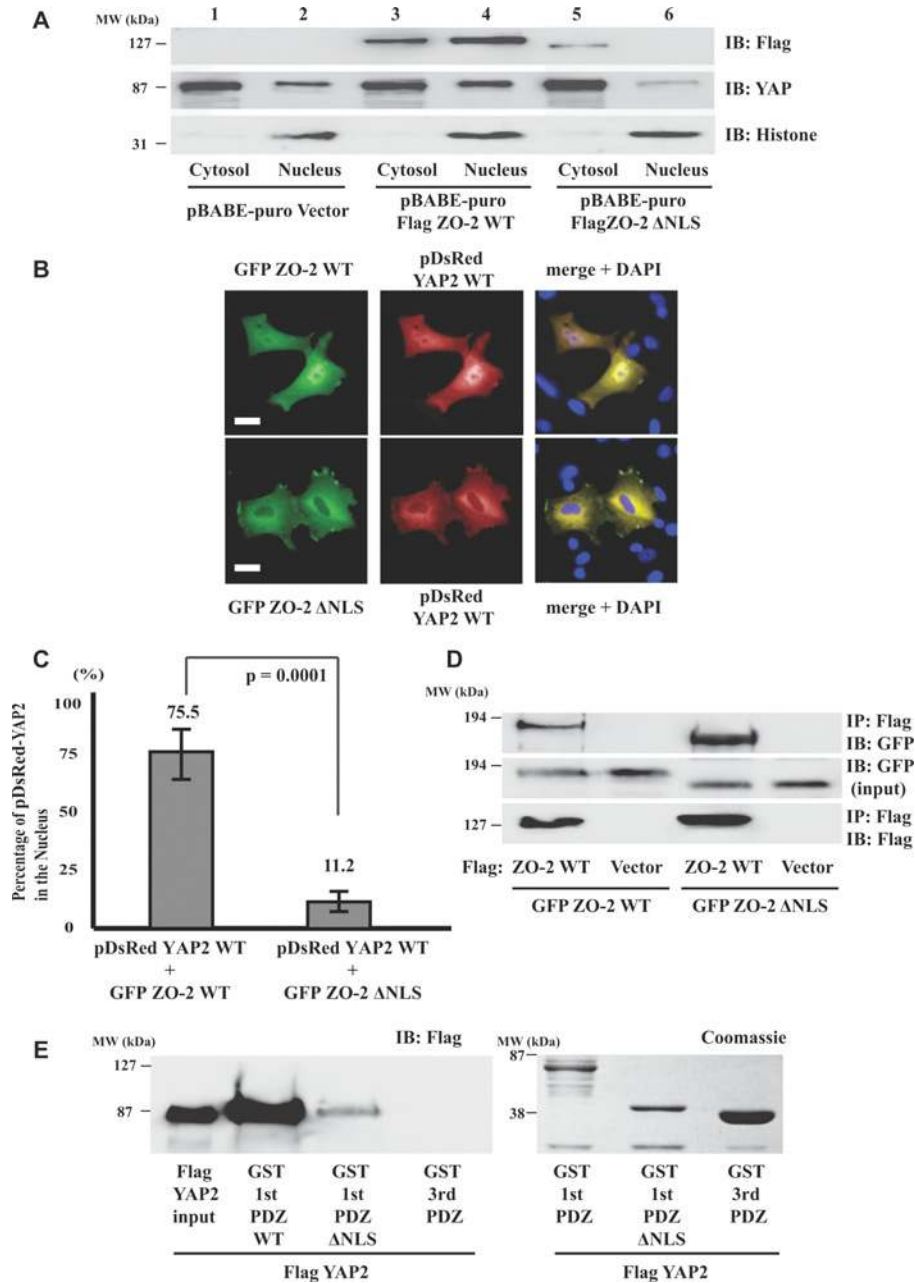 A
MW (kDa)
1 2 3 4 5 6
127
IB: Flag
87
IB: YAP
31
IB: Histone
Cytosol Nucleus Cytosol Nucleus Cytosol Nucleus
pBABE-puro Vector
pBABE-puro
Flag ZO-2 WT
pBABE-puro
FlagZO-2 ΔNLS
B
GFP ZO-2 WT
pDsRed
YAP2 WT
merge + DAPI
GFP ZO-2 ΔNLS
pDsRed
YAP2 WT
merge + DAPI
C
(%)
Percentage of pDsRed-YAP2
in the Nucleus
100
75
50
25
0
p = 0.0001
75.5
11.2
pDsRed YAP2 WT
+
GFP ZO-2 WT
pDsRed YAP2 WT
+
GFP ZO-2 ΔNLS
D
MW (kDa)
194
IP: Flag
IB: GFP
194
IB: GFP
(input)
127
IP: Flag
IB: Flag
Flag: ZO-2 WT Vector ZO-2 WT Vector
GFP ZO-2 WT
GFP ZO-2 ΔNLS
E
MW (kDa)
IB: Flag
127
87
Flag
YAP2
input
GST
1st
PDZ
WT
GST
1st
PDZ
ΔNLS
GST
3rd
PDZ
Flag YAP2
MW (kDa)
Coomassie
87
38
GST
1st
PDZ
GST
1st
PDZ
ΔNLS
GST
3rd
PDZ
Flag YAP2